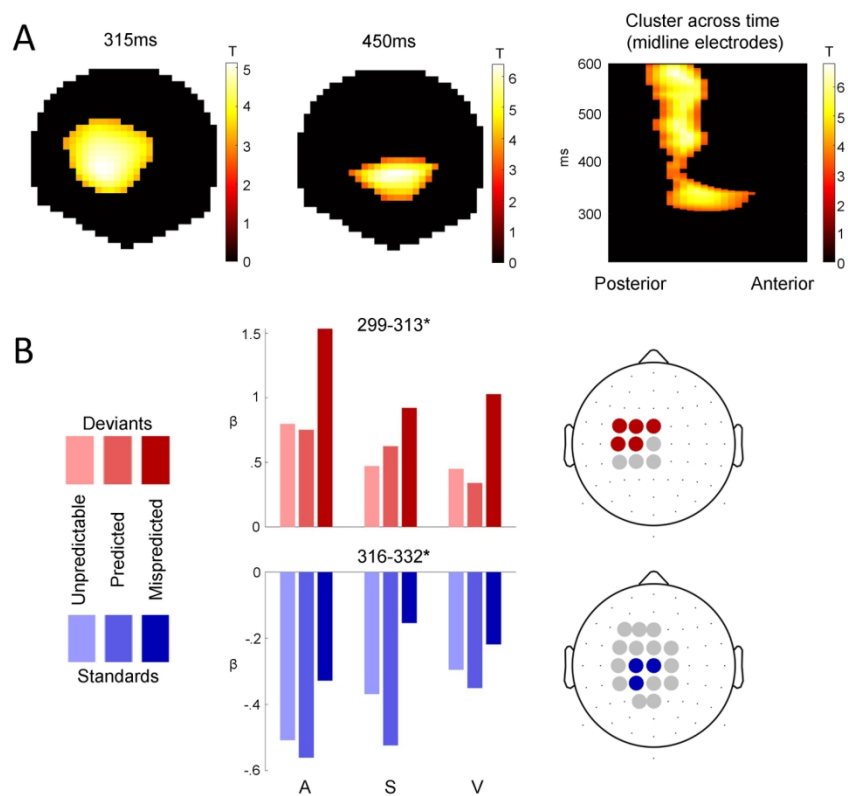 A
315ms
T
5
4
3
2
1
0
450ms
T
6
5
4
3
2
1
0
Cluster across time
(midline electrodes)
T
600
500
400
300
ms
6
5
4
3
2
1
0
Posterior
Anterior
B
Deviants
Unpredictable
Predicted
Mispredicted
Standards
299-313*
1.5
1
.5
0
β
316-332*
0
-.2
-.4
-.6
β
A
S
V